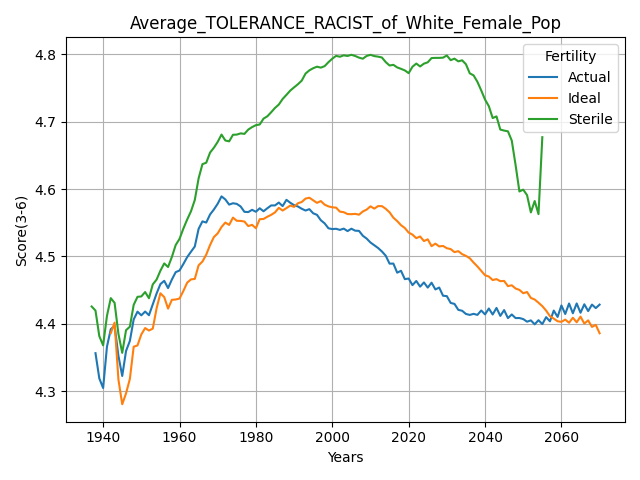 Average_TOLERANCE_RACIST_of_White_Female_Pop
Fertility
Actual
Ideal
Sterile
Score(3-6)
4.8
4.7
4.6
4.5
4.4
4.3
1940 1960 1980 2000 2020 2040 2060
Years